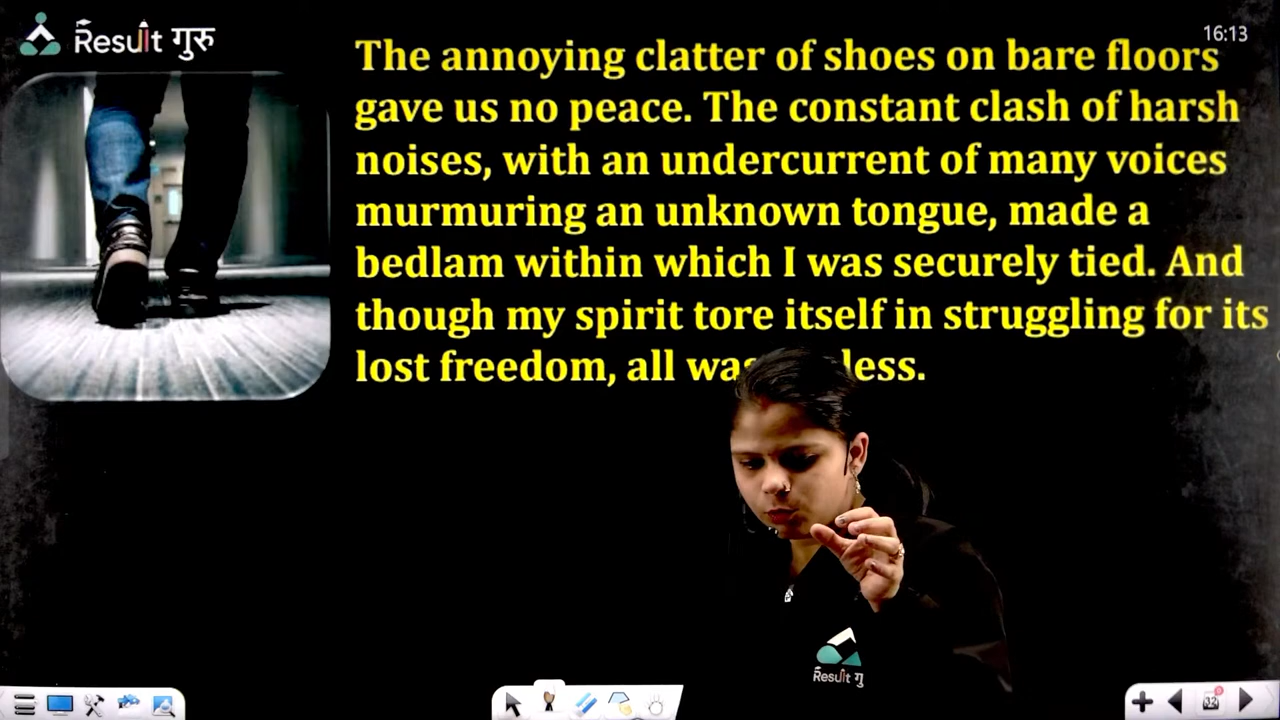 Result गुरु
16:13
The annoying clatter of shoes on bare floors
gave us no peace. The constant clash of harsh
noises, with an undercurrent of many voices
murmuring an unknown tongue, made a
bedlam within which I was securely tied. And
though my spirit tore itself in struggling for its
lost freedom, all was less.
Result गु
32